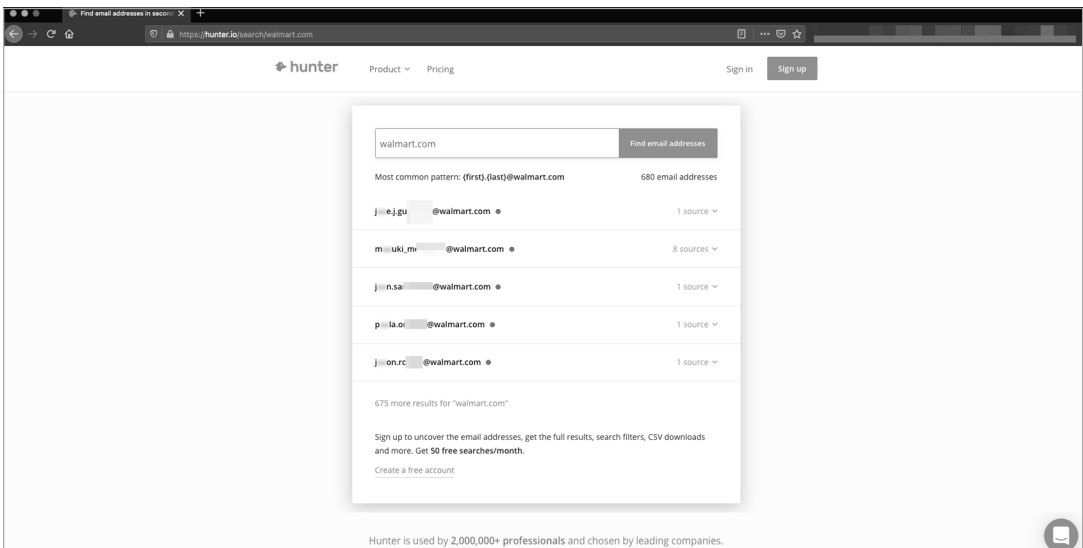 Find email addresses in second
https://hunter.io/search/walmart.com
hunter
Product
Pricing
Sign in
Sign up
walmart.com
Find email addresses
Most common pattern: {first}.{last}@walmart.com
680 email addresses
@walmart.com
1 source
@walmart.com
8 sources
@walmart.com
1 source
@walmart.com
1 source
@walmart.com
1 source
675 more results for "walmart.com"
Sign up to uncover the email addresses, get the full results, search filters, CSV downloads
and more. Get 50 free searches/month.
Create a free account
Hunter is used by 2,000,000+ professionals and chosen by leading companies.